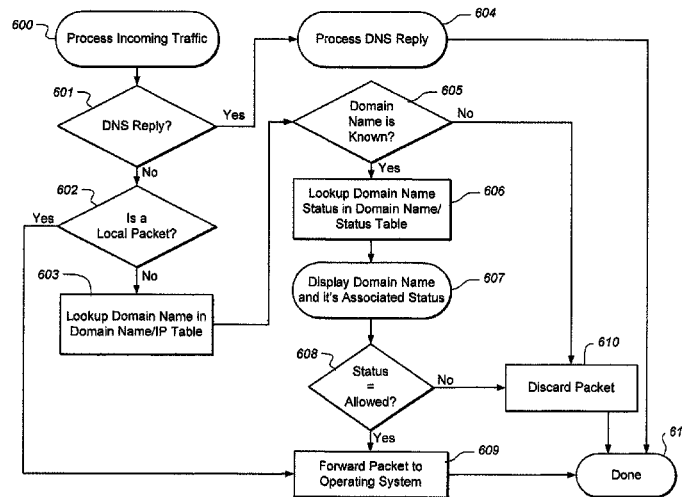 600
Process Incoming Traffic
604
Process DNS Reply
601
DNS Reply?
Yes
No
605
Domain
Name is
Known?
No
Yes
602
Is a
Local Packet?
Yes
No
606
Lookup Domain Name
Status in Domain Name/
Status Table
603
Lookup Domain Name in
Domain Name/IP Table
607
Display Domain Name
and it's Associated Status
608
Status
=
Allowed?
No
Yes
610
Discard Packet
609
Forward Packet to
Operating System
61
Done